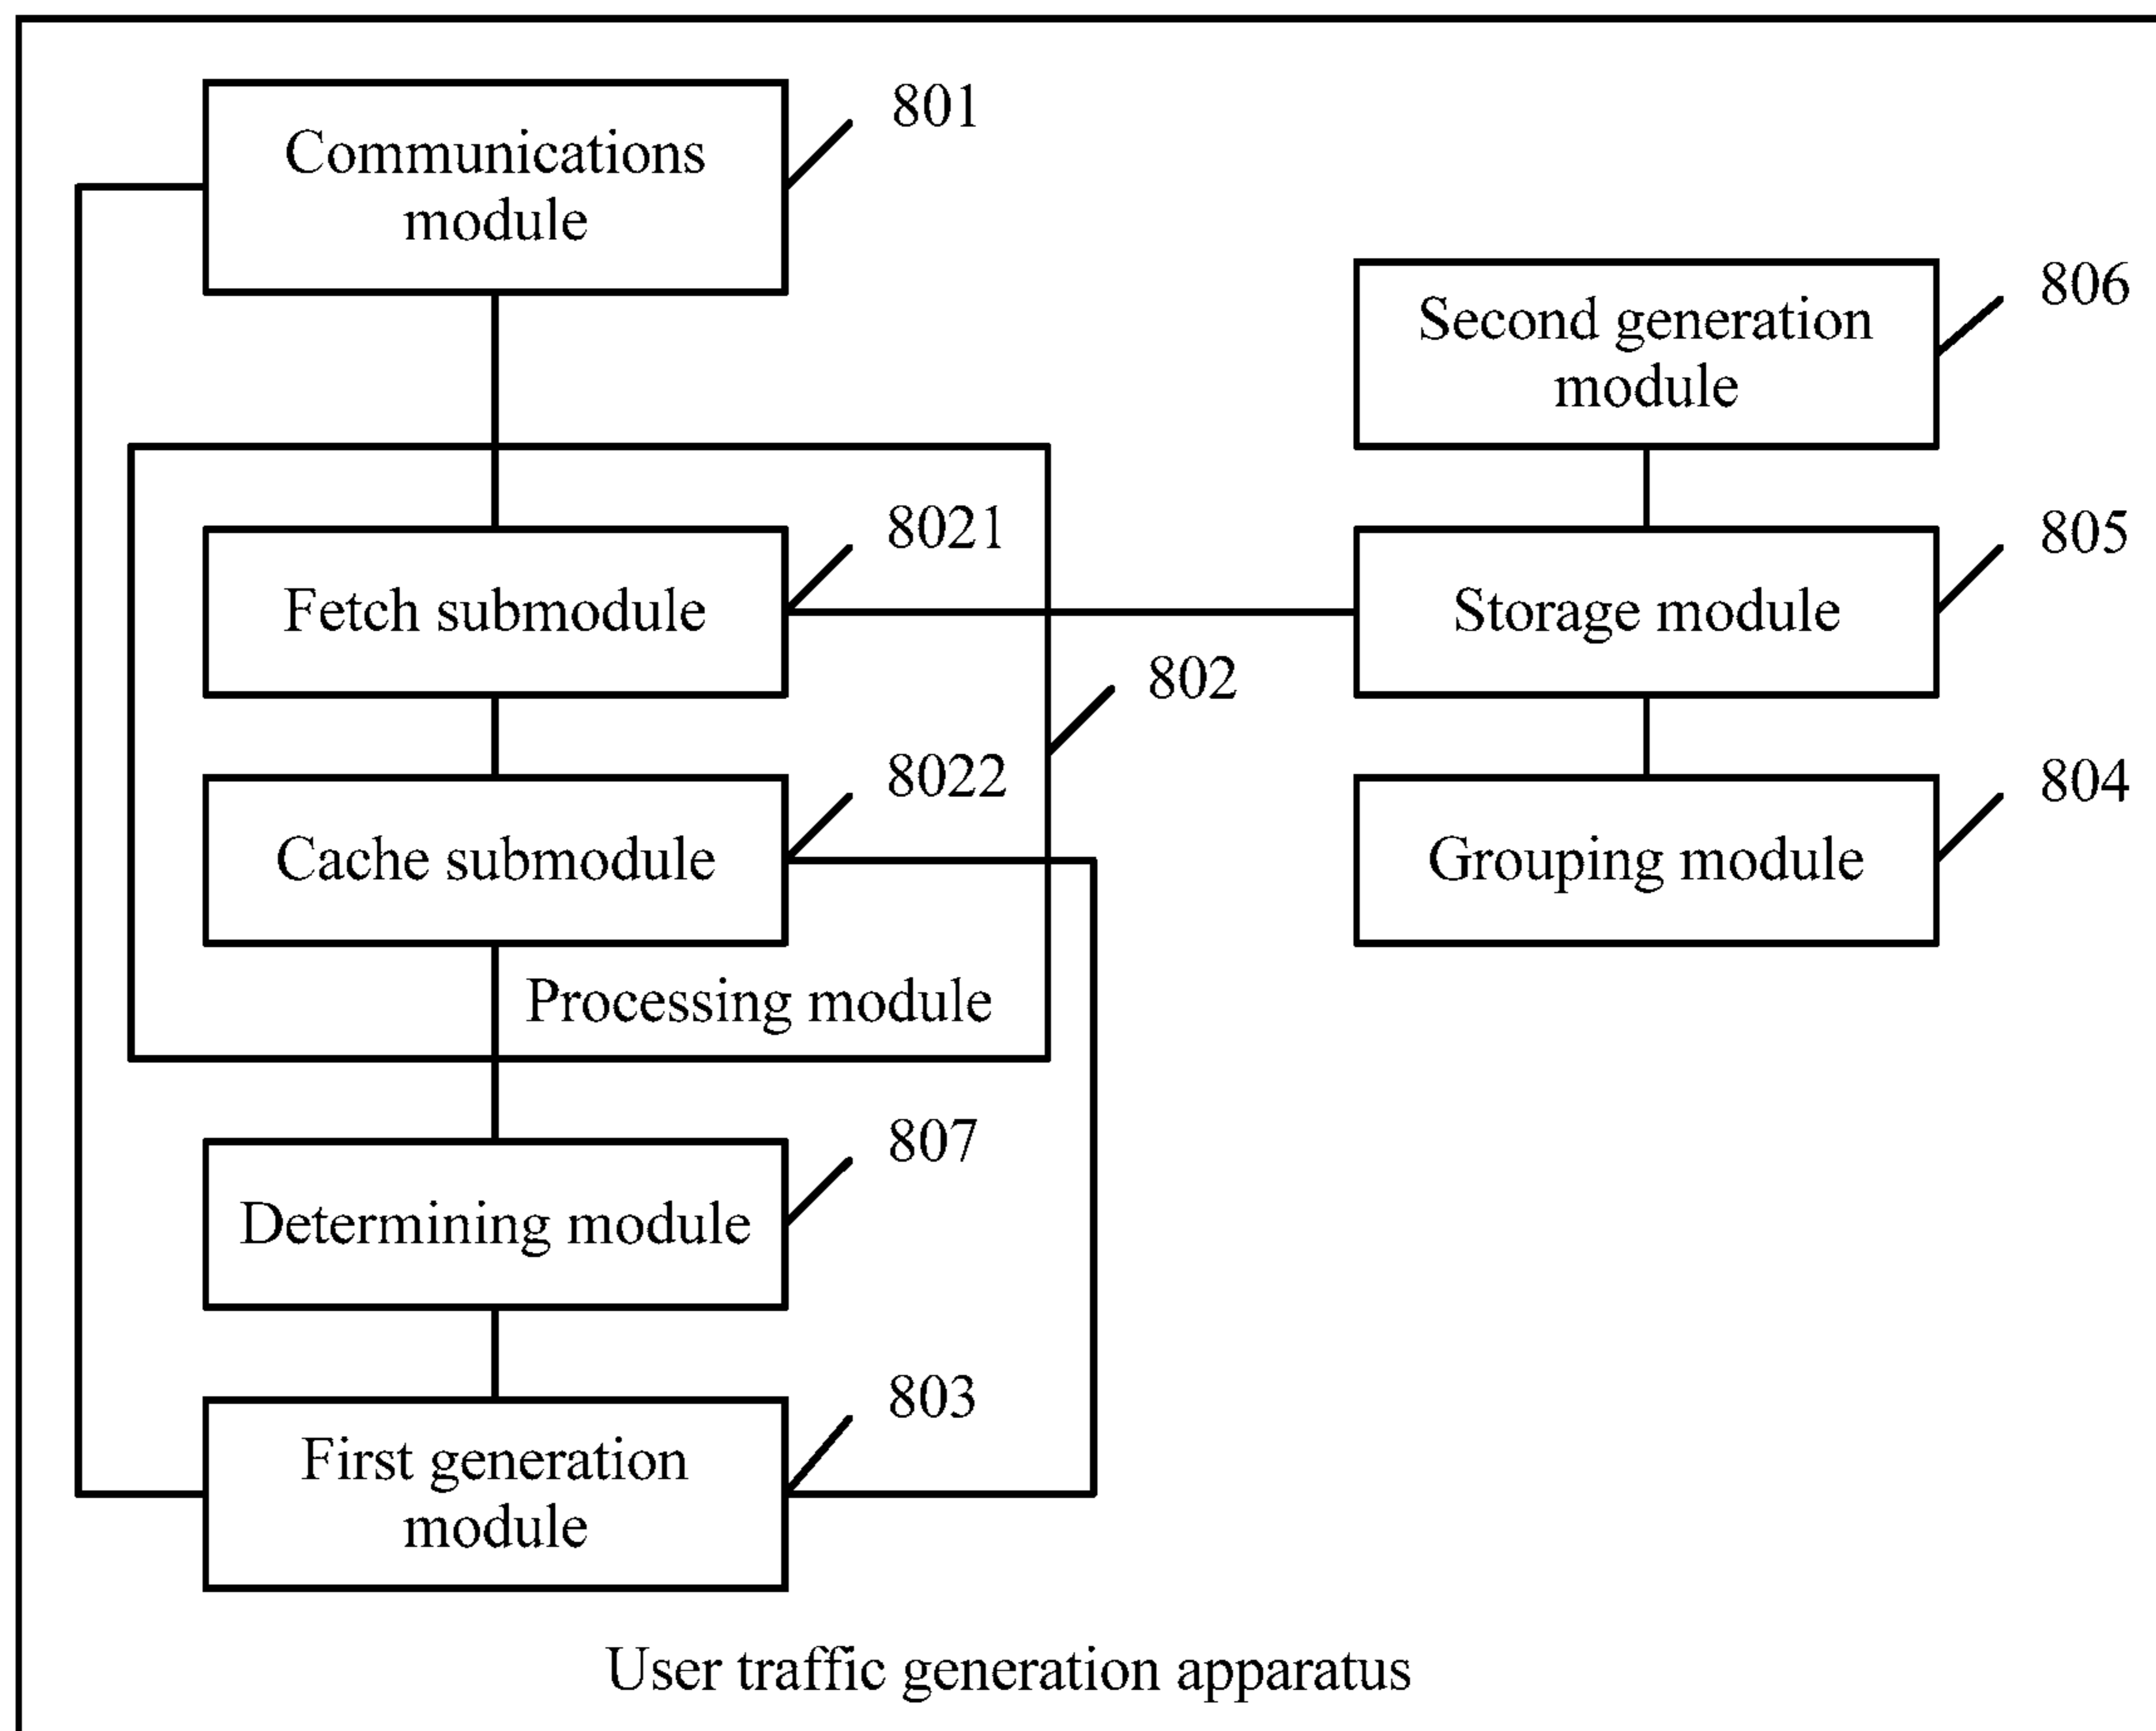 801
Communications
module
806
Second generation
module
8021
Fetch submodule
805
Storage module
802
8022
Cache submodule
804
Grouping module
Processing module
807
Determining module
803
First generation
module
User traffic generation apparatus